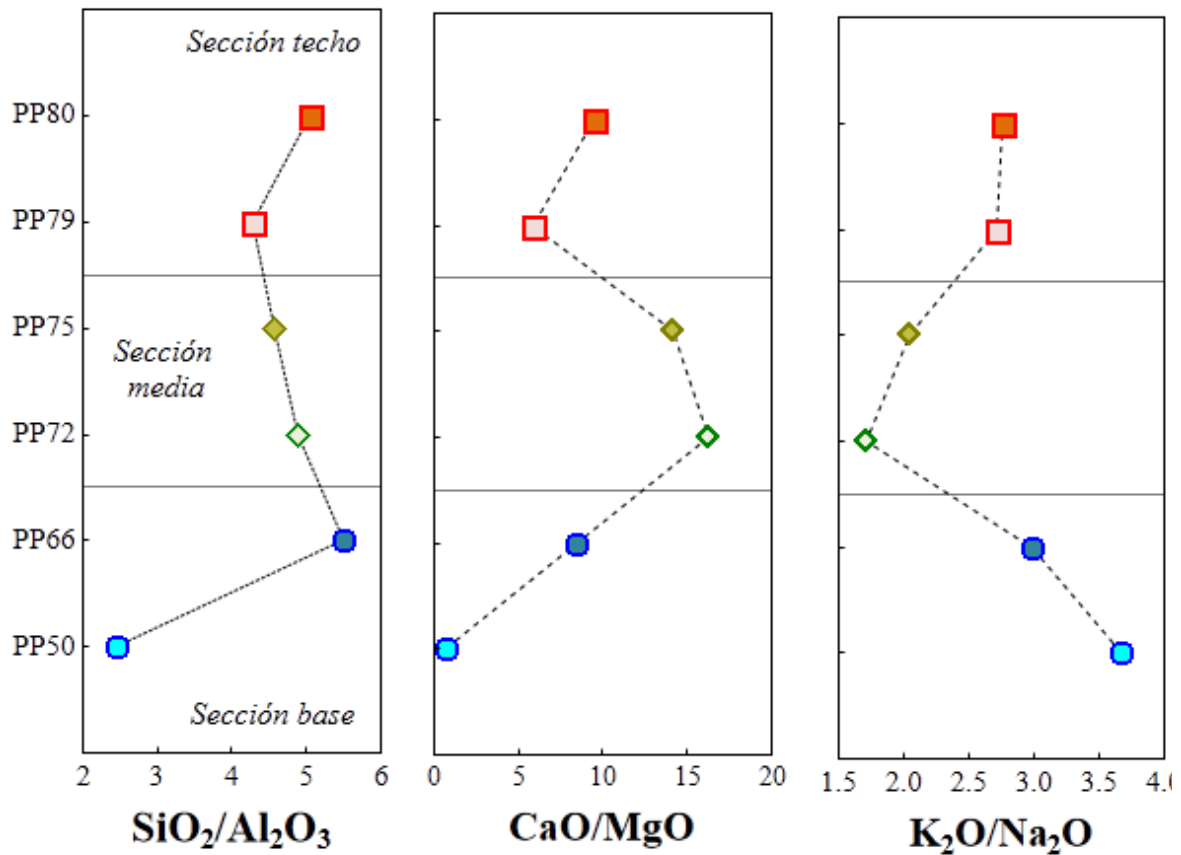 Sección techo
PP80
PP79
PP75
Sección
media
PP72
PP66
PP50
Sección base
2 3 4 5 6
0 5 10 15 20
1.5 2.0 2.5 3.0 3.5 4.0
SiO₂/Al₂O₃
CaO/MgO
K₂O/Na₂O